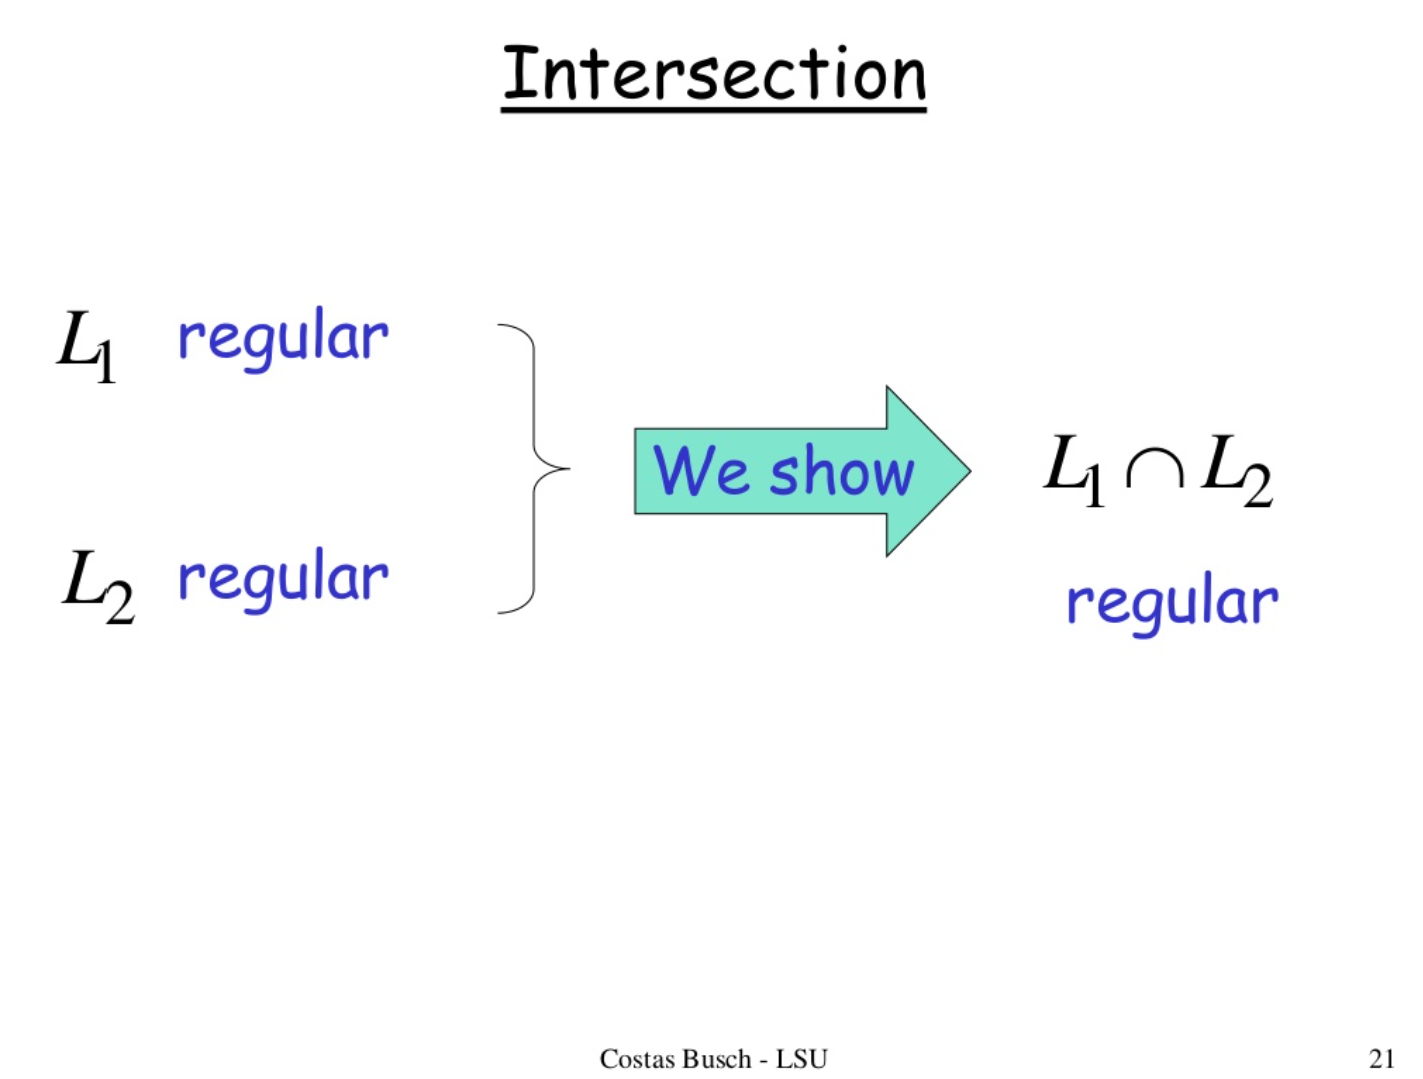 Intersection
L₁ regular
L₂ regular
We show
L₁ ∩ L₂
regular
Costas Busch - LSU
21